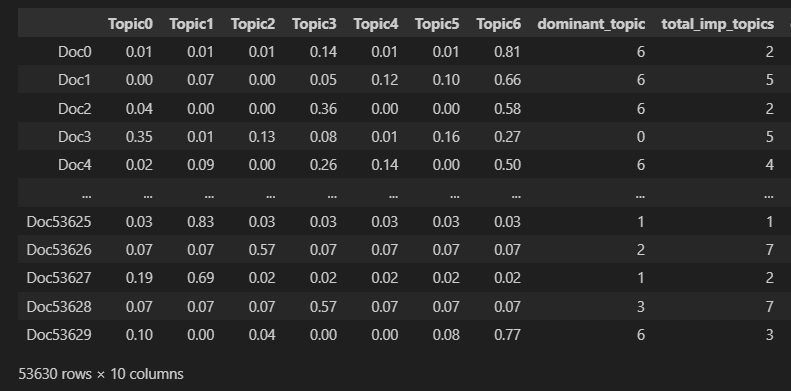 Topic0 Topic1 Topic2 Topic3 Topic4 Topic5 Topic6 dominant_topic total_imp_topics
Doc0 0.01 0.01 0.01 0.14 0.01 0.01 0.81 6 2
Doc1 0.00 0.07 0.00 0.05 0.12 0.10 0.66 6 5
Doc2 0.04 0.00 0.00 0.36 0.00 0.00 0.58 6 2
Doc3 0.35 0.01 0.13 0.08 0.01 0.16 0.27 0 5
Doc4 0.02 0.09 0.00 0.26 0.14 0.00 0.50 6 4
... ... ... ... ... ... ... ... ... ...
Doc53625 0.03 0.83 0.03 0.03 0.03 0.03 0.03 1 1
Doc53626 0.07 0.07 0.57 0.07 0.07 0.07 0.07 2 7
Doc53627 0.19 0.69 0.02 0.02 0.02 0.02 0.02 1 2
Doc53628 0.07 0.07 0.07 0.57 0.07 0.07 0.07 3 7
Doc53629 0.10 0.00 0.04 0.00 0.00 0.08 0.77 6 3
53630 rows × 10 columns